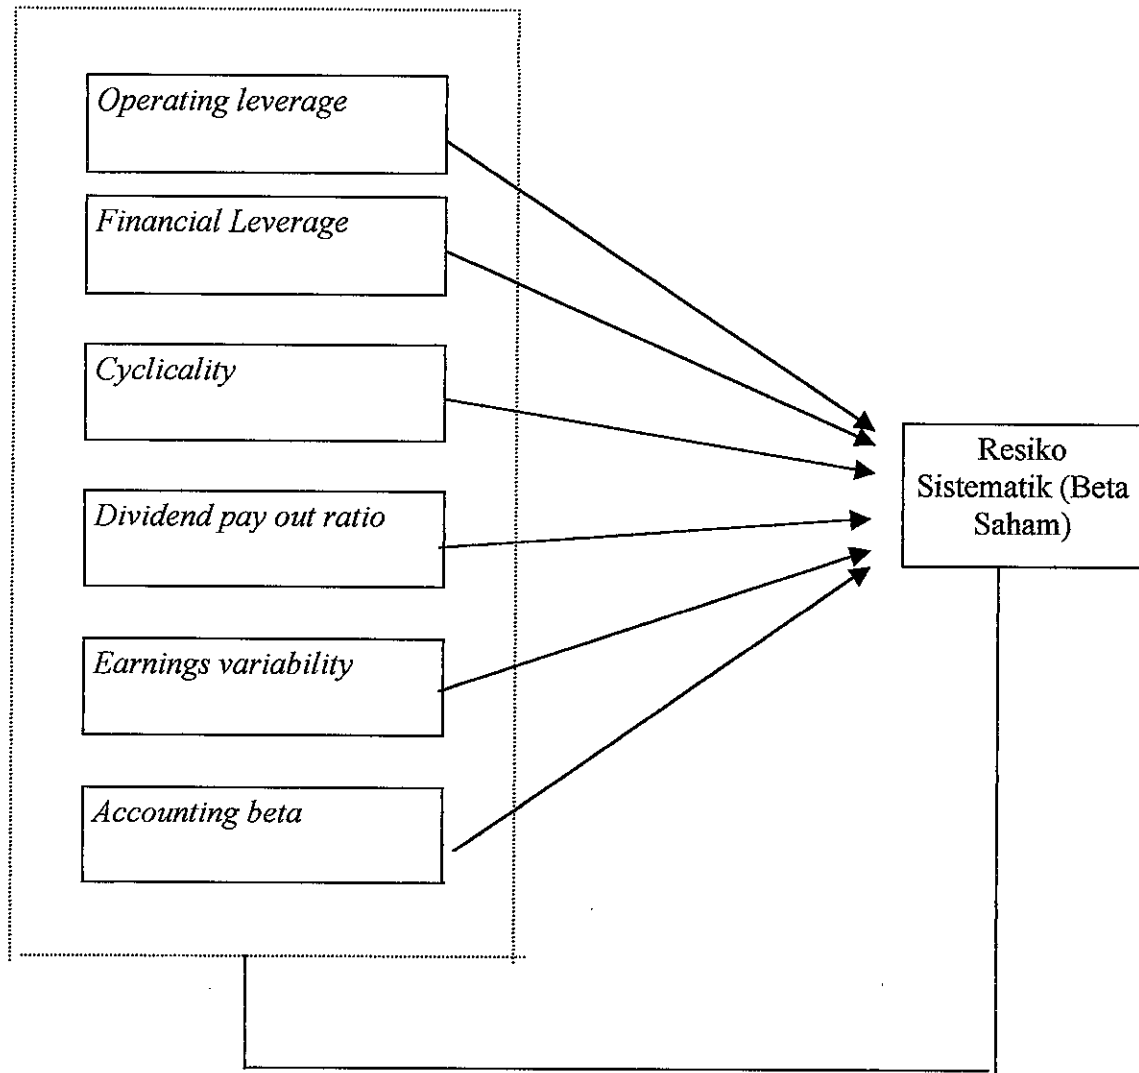 Operating leverage
Financial Leverage
Cyclicality
Dividend pay out ratio
Earnings variability
Accounting beta
Resiko
Sistematik (Beta
Saham)